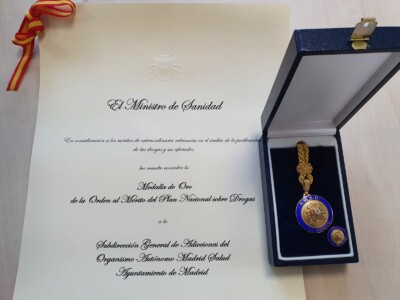 El Ministro de Sanidad
En consideración a los méritos de extraordinaria relevancia en el ámbito de la problemática
de las drogas y sus afectados,
ha resuelto conceder la
Medalla de Oro
de la Orden al Mérito del Plan Nacional sobre Drogas
a la
Subdirección General de Adicciones del
Organismo Autónomo Madrid Salud
Ayuntamiento de Madrid